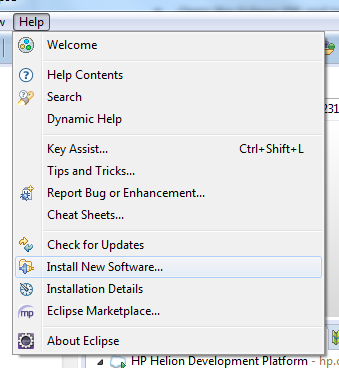 Help
Welcome
Help Contents
Search
Dynamic Help
231
Key Assist... Ctrl+Shift+L
Tips and Tricks...
Report Bug or Enhancement...
Cheat Sheets...
Check for Updates
Install New Software...
Installation Details
mp Eclipse Marketplace...
About Eclipse
HP Helion Development Platform - hp.c